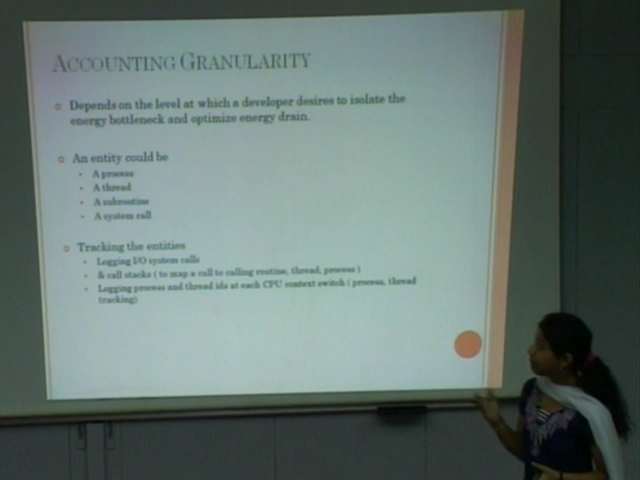 ACCOUNTING GRANULARITY
Depends on the level at which a developer desires to isolate the
energy bottleneck and optimize energy drain.
An entity could be
A process
A thread
A subroutine
A system call
Tracking the entities
Logging I/O system calls
& call stacks ( to map a call to calling routine, thread, process )
Logging process and thread ids at each CPU context switch ( process, thread
tracking)